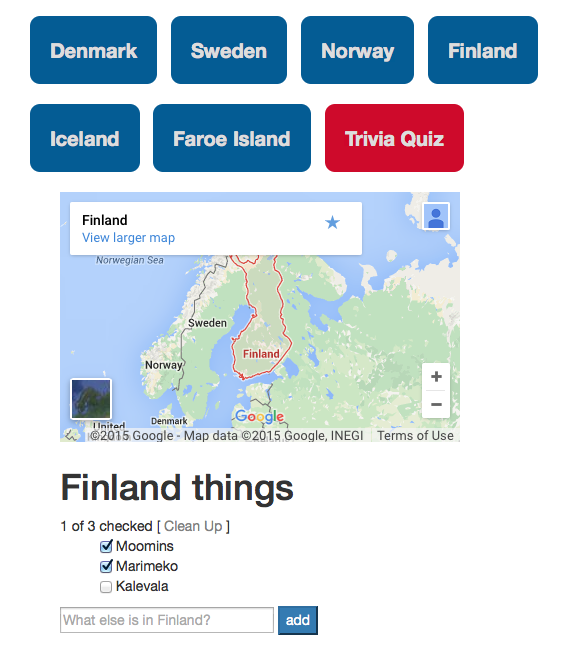 Denmark Sweden Norway Finland
Iceland Faroe Island Trivia Quiz
Finland
View larger map
Norwegian Sea
Sweden
Finland
Norway
Denmark
United
Google
©2015 Google - Map data ©2015 Google, INEGI Terms of Use
Finland things
1 of 3 checked [ Clean Up ]
Moomins
Marimeko
Kalevala
What else is in Finland? add